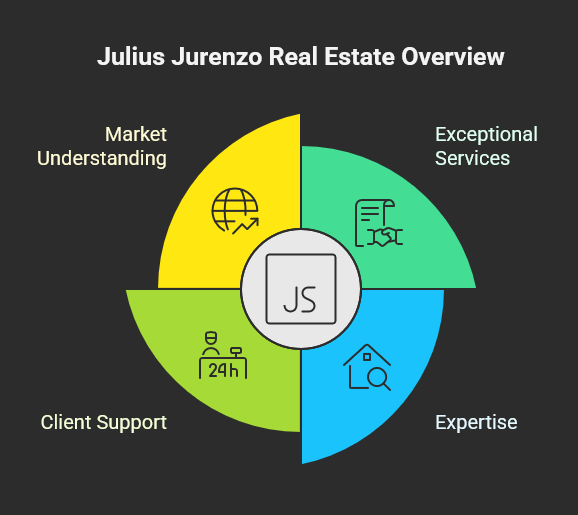 Julius Jurenzo Real Estate Overview
Market
Understanding
Exceptional
Services
JS
24h
Client Support
Expertise